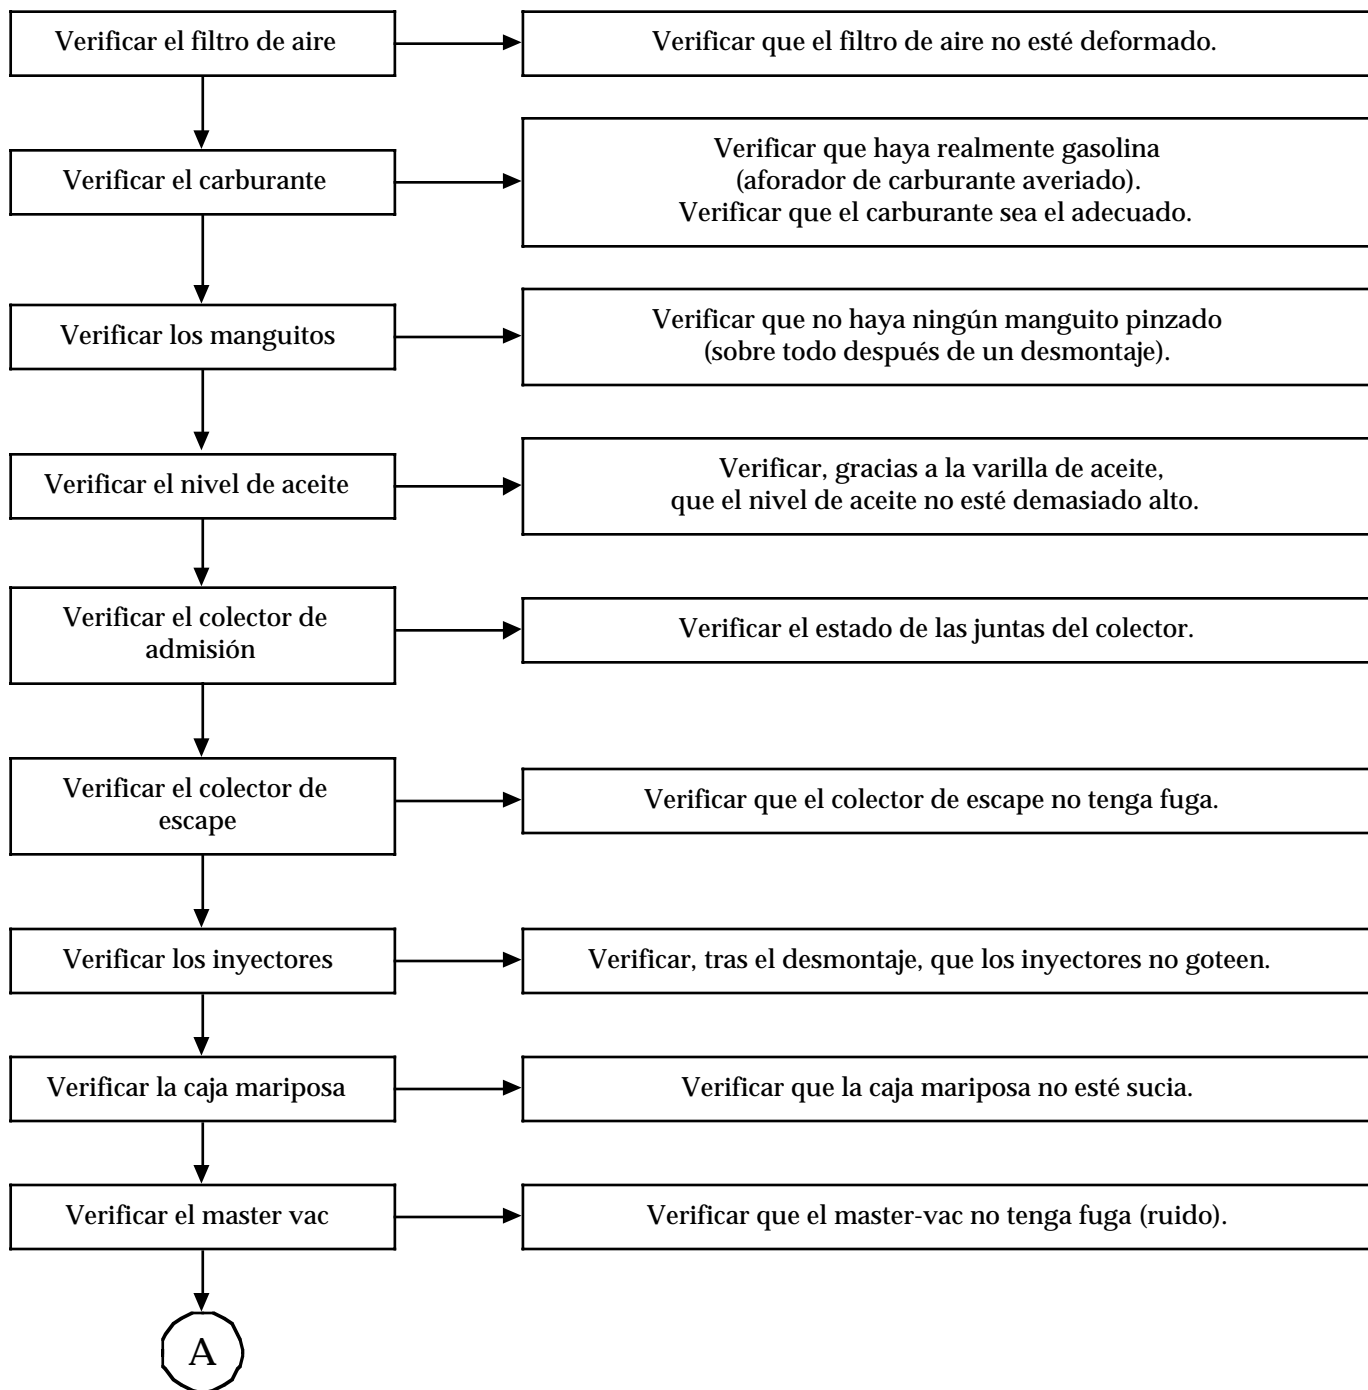 Verificar el filtro de aire
Verificar que el filtro de aire no esté deformado.
Verificar el carburante
Verificar que haya realmente gasolina
(aforador de carburante averiado).
Verificar que el carburante sea el adecuado.
Verificar los manguitos
Verificar que no haya ningún manguito pinzado
(sobre todo después de un desmontaje).
Verificar el nivel de aceite
Verificar, gracias a la varilla de aceite,
que el nivel de aceite no esté demasiado alto.
Verificar el colector de
admisión
Verificar el estado de las juntas del colector.
Verificar el colector de
escape
Verificar que el colector de escape no tenga fuga.
Verificar los inyectores
Verificar, tras el desmontaje, que los inyectores no goteen.
Verificar la caja mariposa
Verificar que la caja mariposa no esté sucia.
Verificar el master vac
Verificar que el master-vac no tenga fuga (ruido).
A